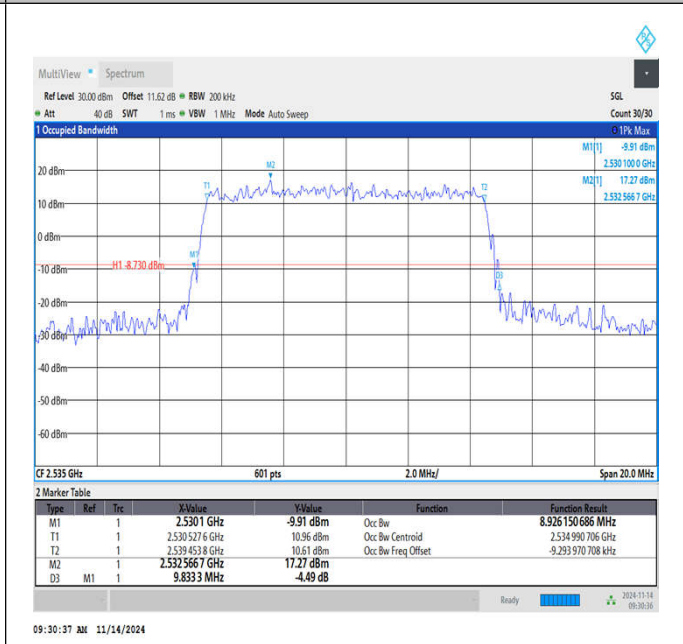 MultiView Spectrum
Ref Level 30.00 dBm Offset 11.62 dB RBW 200 kHz SGL
Att 40 dB SWT 1 ms VBW 1 MHz Mode Auto Sweep Count 30/30
1 Occupied Bandwidth 1Pk Max
M1[1] -9.91 dBm
2.530 100 0 GHz
M2[1] 17.27 dBm
2.532 566 7 GHz
M2
20 dBm
T1
T2
10 dBm
0 dBm
M1
H1 -8.730 dBm
-10 dBm
D3
-20 dBm
-30 dBm
-40 dBm
-50 dBm
-60 dBm
CF 2.535 GHz 601 pts 2.0 MHz/ Span 20.0 MHz
2 Marker Table
Type Ref Trc X-Value Y-Value Function Function Result
M1 1 2.5301 GHz -9.91 dBm Occ Bw 8.926 150 686 MHz
T1 1 2.530 527 6 GHz 10.96 dBm Occ Bw Centroid 2.534 990 706 GHz
T2 1 2.539 453 8 GHz 10.61 dBm Occ Bw Freq Offset -9.293 970 708 kHz
M2 1 2.532 566 7 GHz 17.27 dBm
D3 M1 1 9.833 3 MHz -4.49 dB
Ready 2024-11-14
09:30:36
09:30:37 AM 11/14/2024